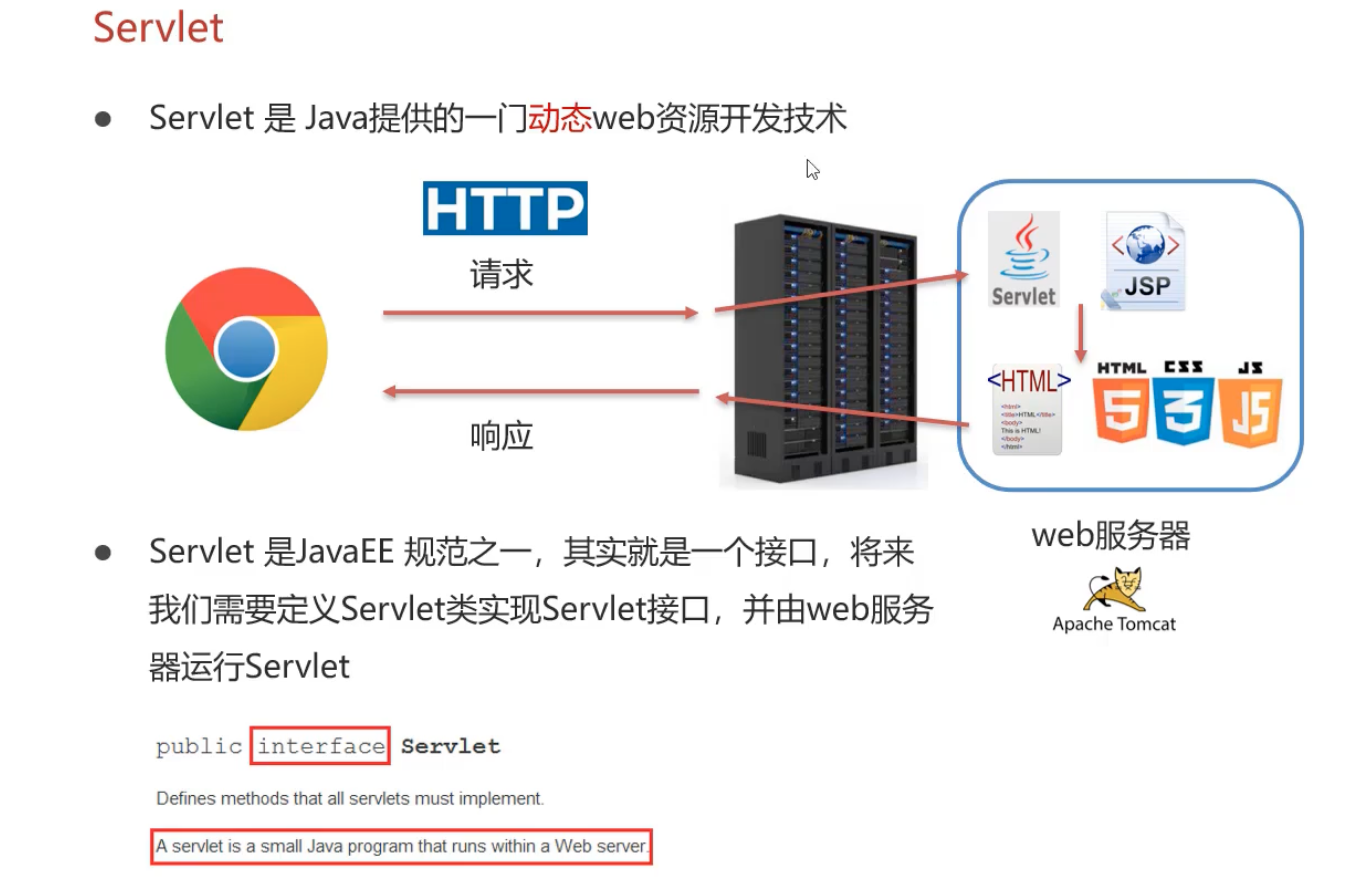 Servlet
● Servlet 是 Java提供的一门动态web资源开发技术
HTTP
请求
响应
Servlet
JSP
<HTML>
<html>
<title>HTML</title>
<body>
This is HTML!
</body>
</html>
HTML
5
CSS
3
JS
JS
web服务器
Apache Tomcat
● Servlet 是JavaEE 规范之一，其实就是一个接口，将来
我们需要定义Servlet类实现Servlet接口，并由web服务
器运行Servlet
public interface Servlet
Defines methods that all servlets must implement.
A servlet is a small Java program that runs within a Web server.